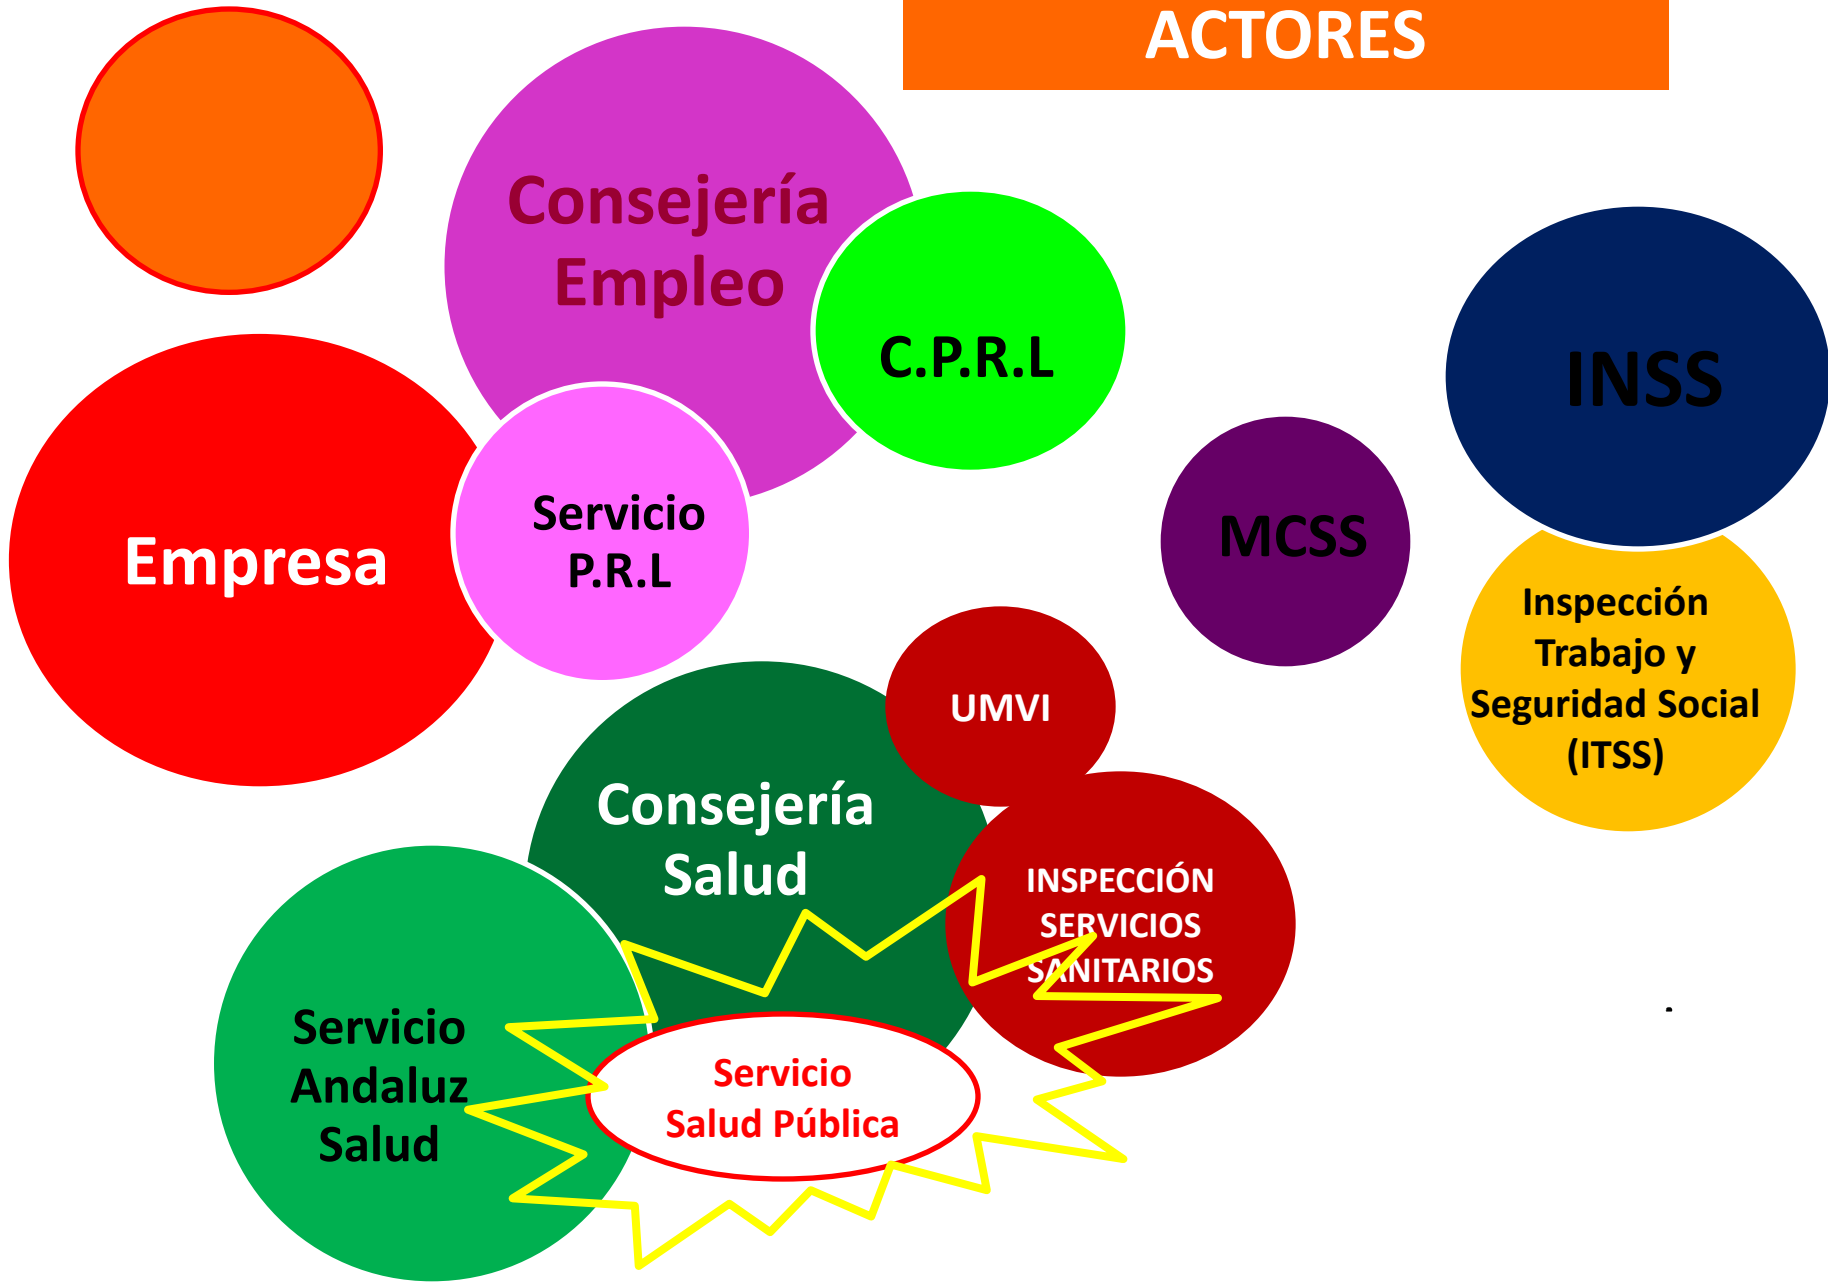 ACTORES
Consejería
Empleo
C.P.R.L
INSS
Empresa
Servicio
P.R.L
MCSS
Inspección
Trabajo y
Seguridad Social
(ITSS)
UMVI
Consejería
Salud
INSPECCIÓN
SERVICIOS
SANITARIOS
Servicio
Andaluz
Salud
Servicio
Salud Pública
.